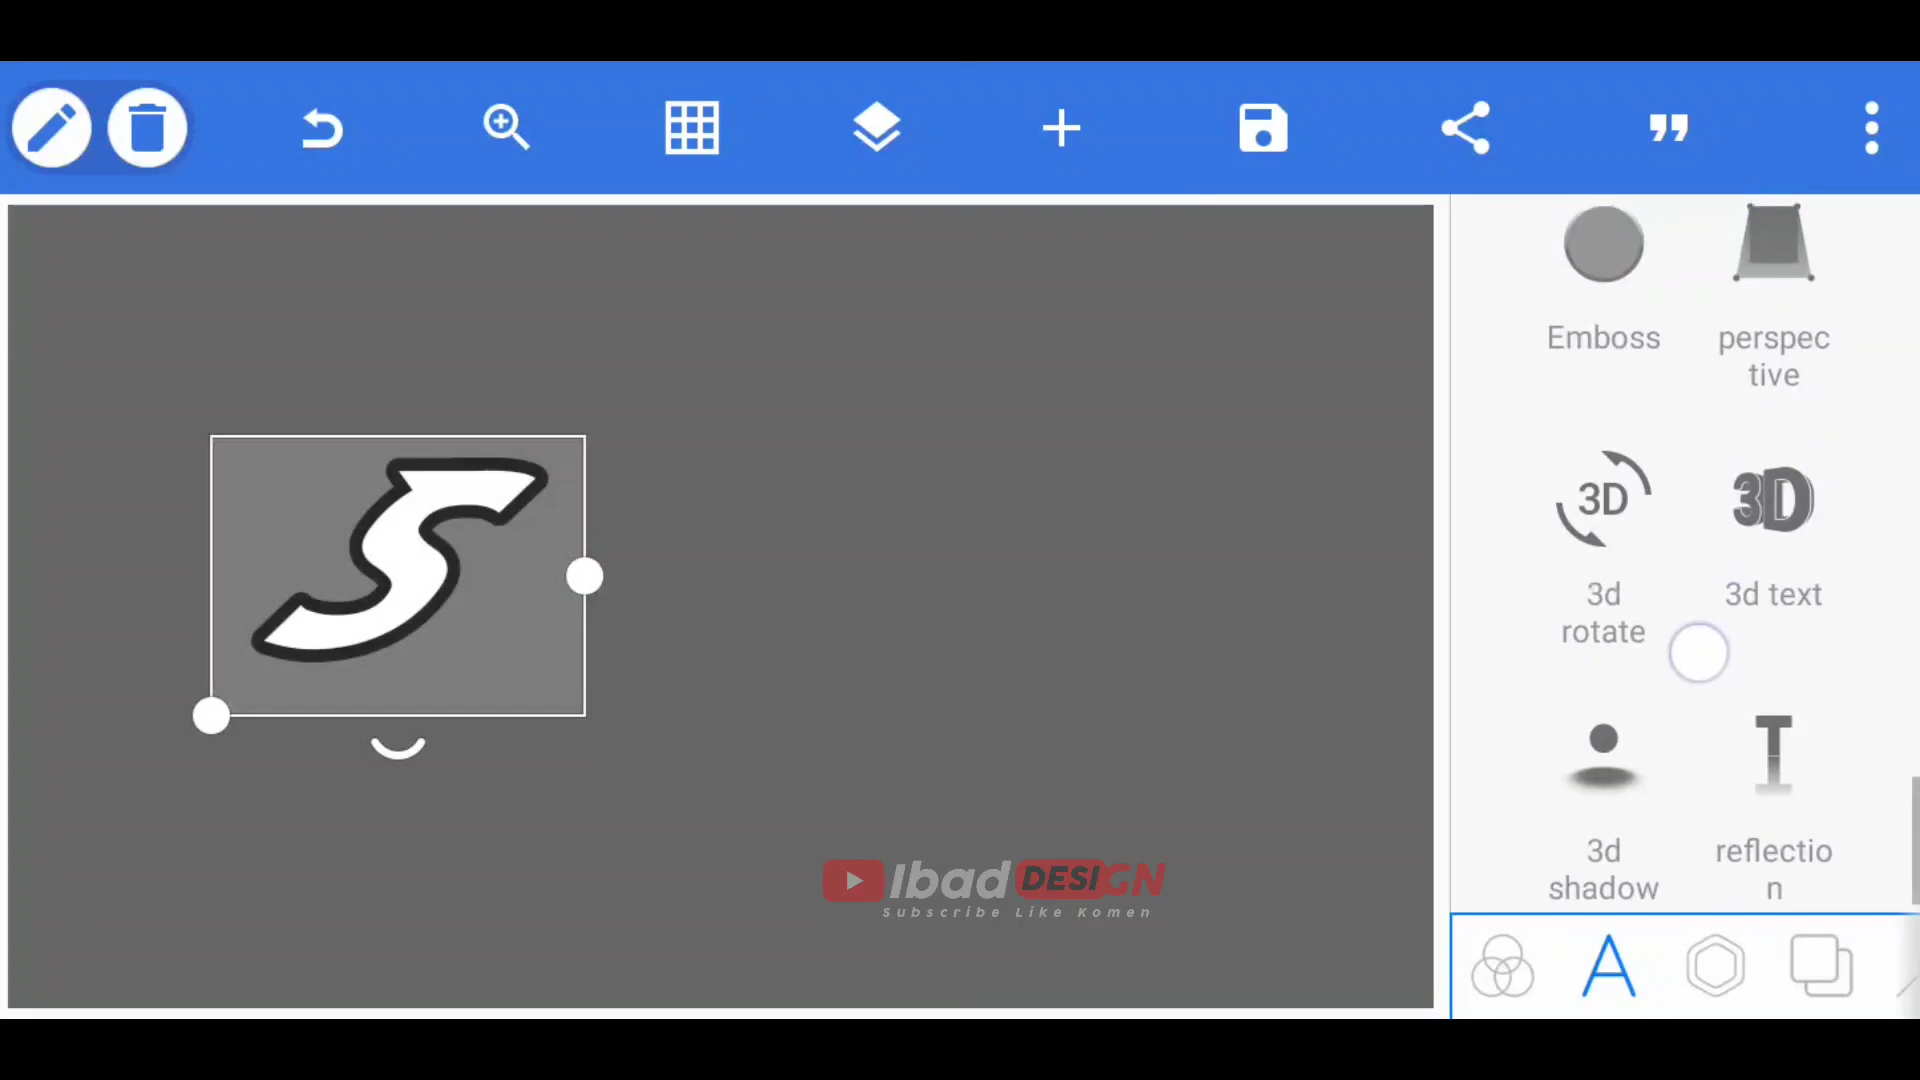 S
Emboss
perspec
tive
3D
3D
3d
rotate
3d text
T
3d
shadow
reflectio
n
A
Ibad DESIGN
Subscribe Like Komen